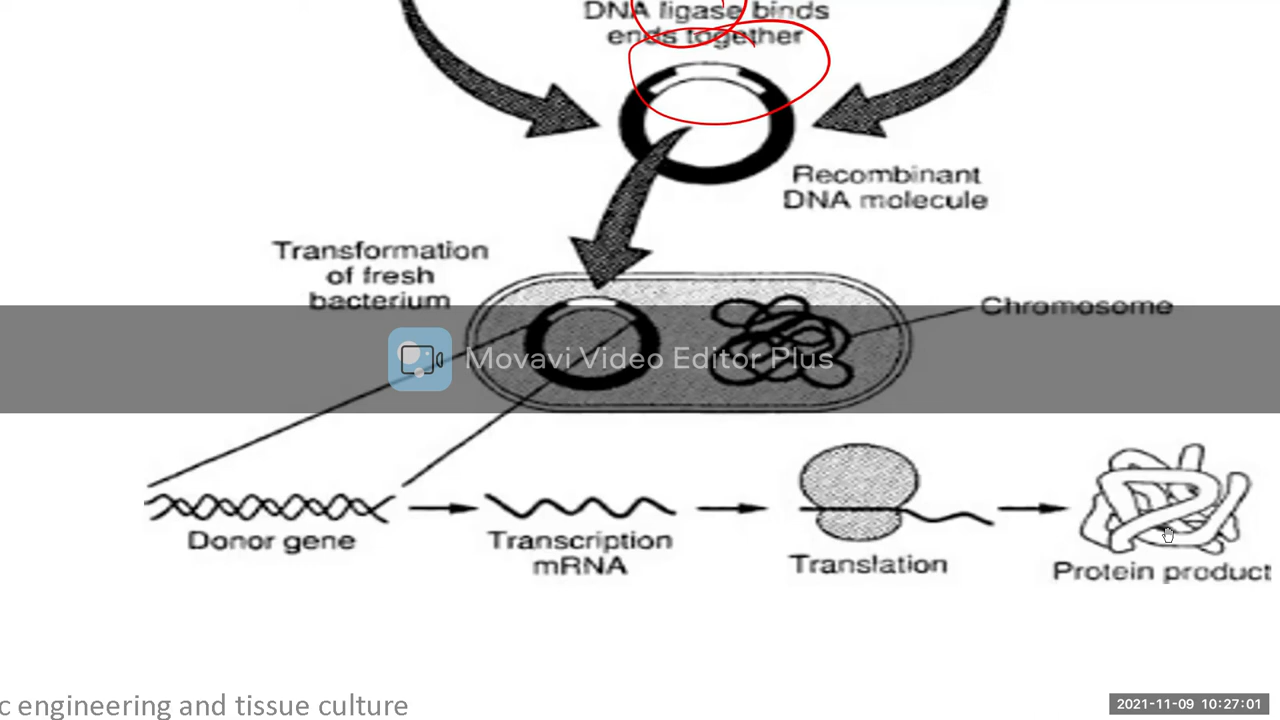 DNA ligase binds
ends together
Recombinant
DNA molecule
Transformation
of fresh
bacterium
Chromosome
Movavi Video Editor Plus
Donor gene
Transcription
mRNA
Translation
Protein product
c engineering and tissue culture
2021-11-09 10:27:01